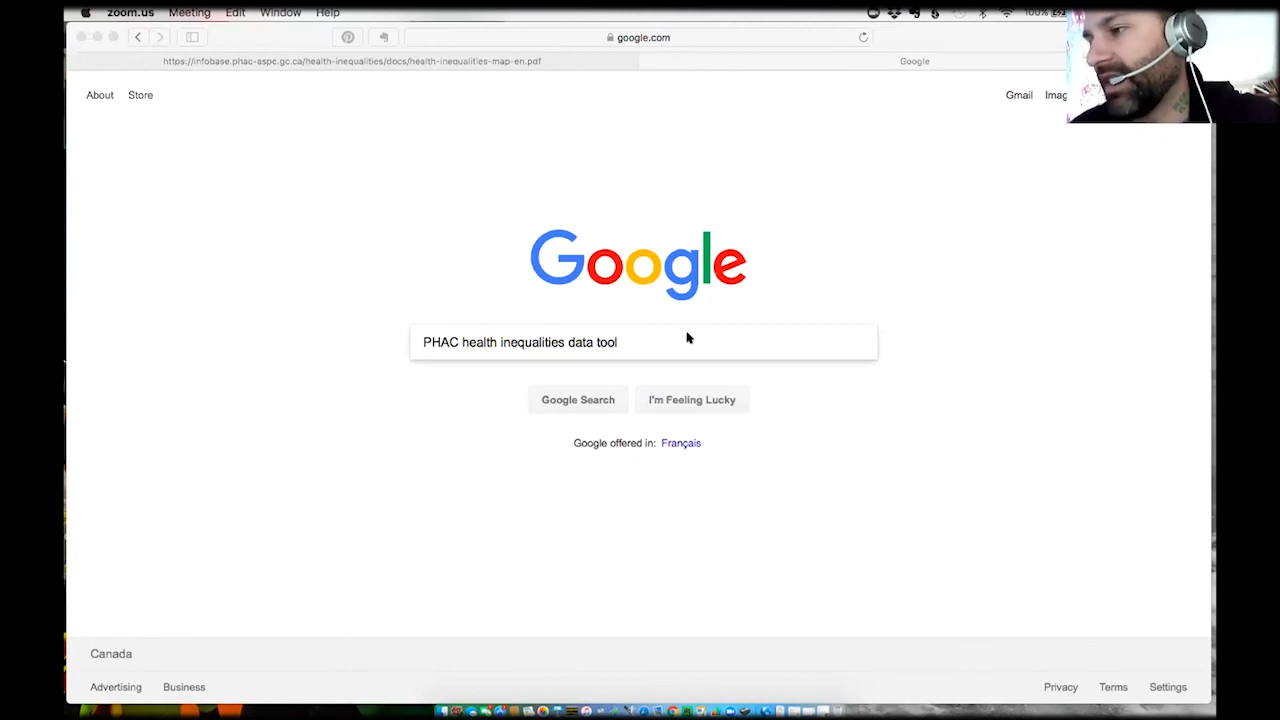 zoom.us Meeting Edit Window Help 100%
google.com
https://infobase.phac-aspc.gc.ca/health-inequalities/docs/health-inequalities-map-en.pdf Google
About Store Gmail
Google
PHAC health inequalities data tool
Google Search I'm Feeling Lucky
Google offered in: Français
Canada
Advertising Business Privacy Terms Settings